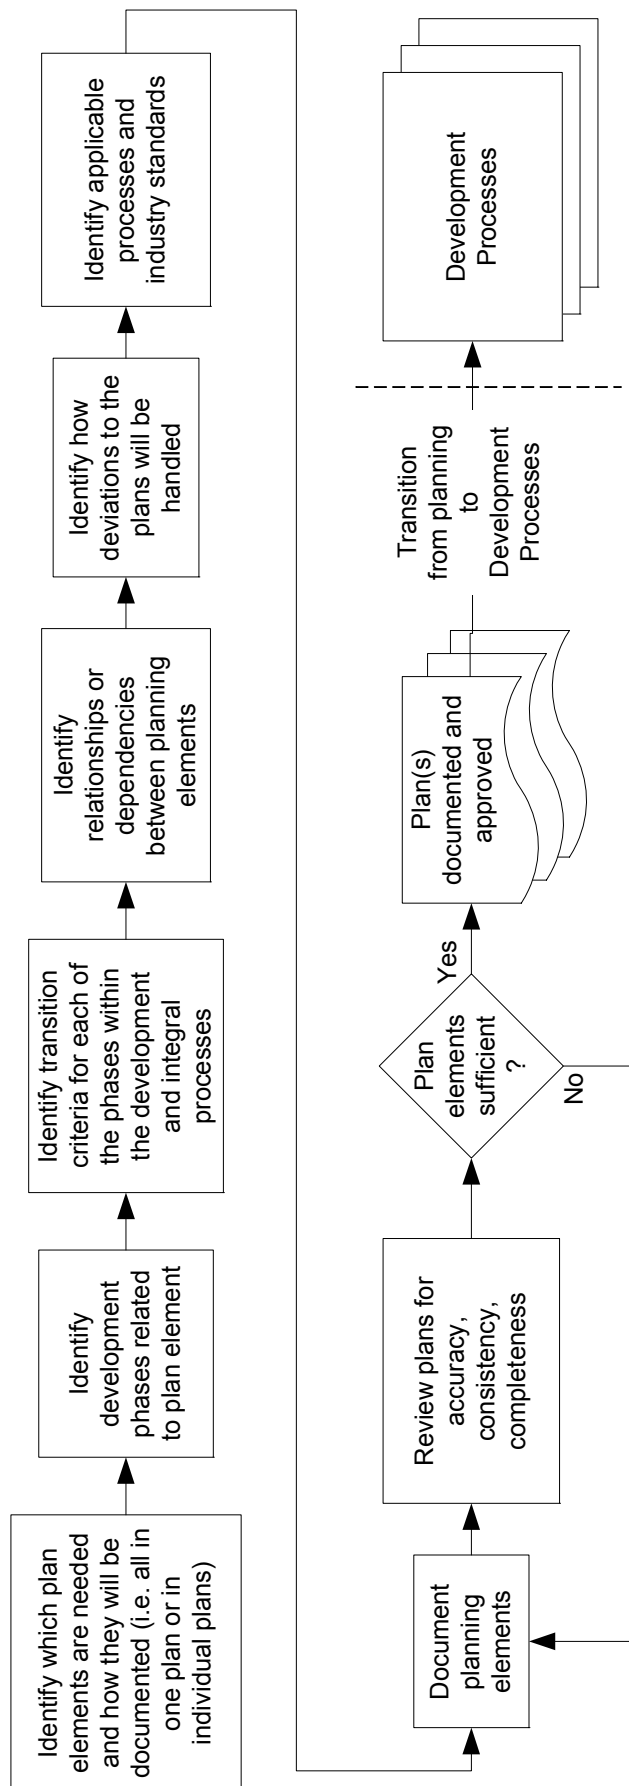 Identify which plan
elements are needed
and how they will be
documented (i.e. all in
one plan or in
individual plans)
Identify
development
phases related
to plan element
Identify transition
criteria for each of
the phases within
the development
and integral
processes
Identify
relationships or
dependencies
between planning
elements
Identify how
deviations to the
plans will be
handled
Identify applicable
processes and
industry standards
Document
planning
elements
Review plans for
accuracy,
consistency,
completeness
Plan
elements
sufficient
?
Yes
No
Plan(s)
documented and
approved
Transition
from planning
to
Development
Processes
Development
Processes